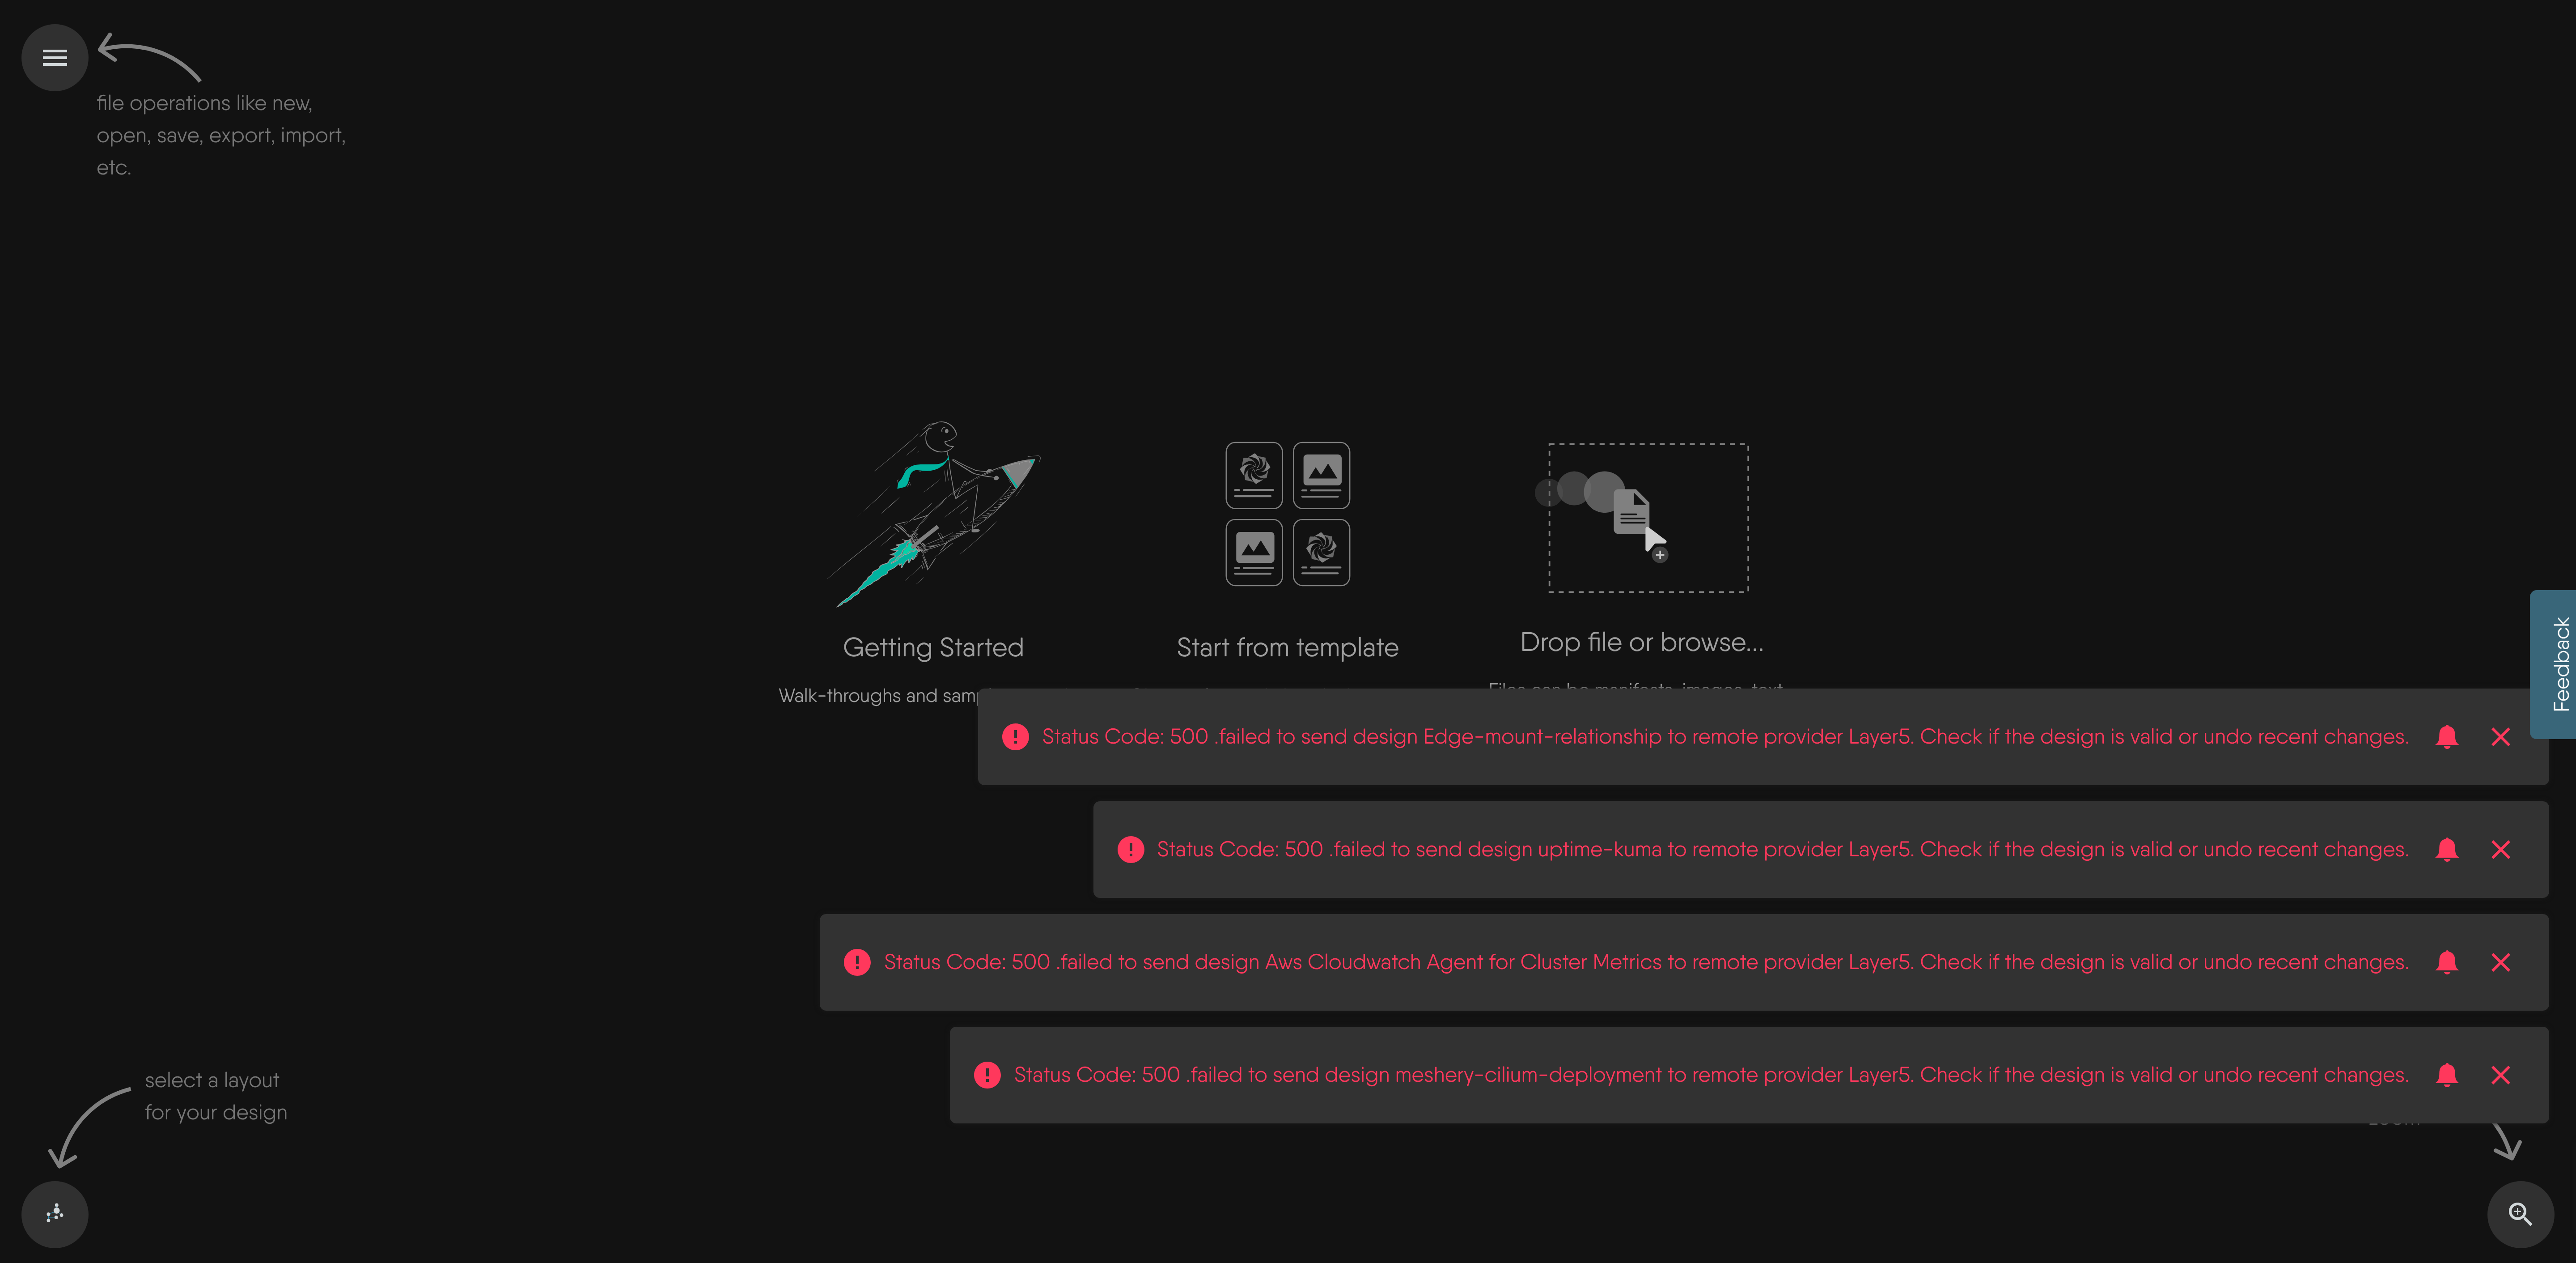 file operations like new,
open, save, export, import,
etc.
Getting Started
Start from template
Drop file or browse...
Walk-throughs and
Files can be manifests, images, text
Feedback
Status Code: 500 .failed to send design Edge-mount-relationship to remote provider Layer5. Check if the design is valid or undo recent changes.
Status Code: 500 .failed to send design uptime-kuma to remote provider Layer5. Check if the design is valid or undo recent changes.
Status Code: 500 .failed to send design Aws Cloudwatch Agent for Cluster Metrics to remote provider Layer5. Check if the design is valid or undo recent changes.
Status Code: 500 .failed to send design meshery-cilium-deployment to remote provider Layer5. Check if the design is valid or undo recent changes.
select a layout
for your design